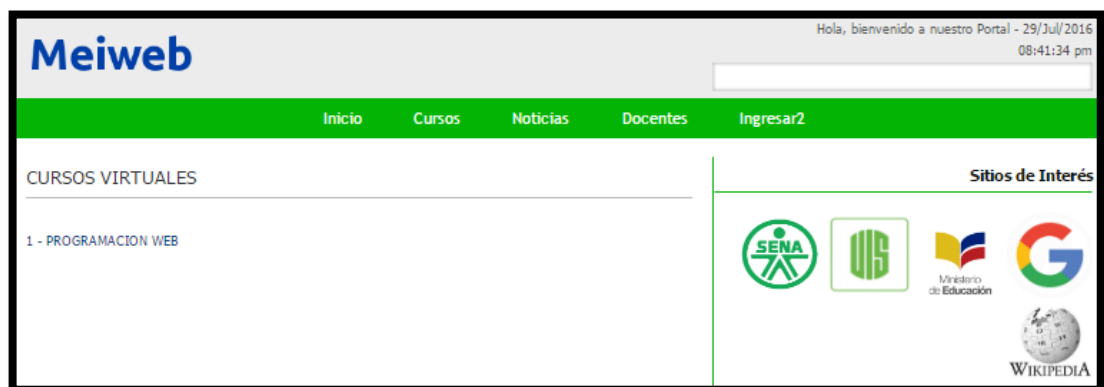 Meiweb
Hola, bienvenido a nuestro Portal - 29/Jul/2016
08:41:34 pm
Inicio Cursos Noticias Docentes Ingresar2
CURSOS VIRTUALES
1 - PROGRAMACION WEB
Sitios de Interés
SENA
UIS
Ministerio
de Educación
G
WIKIPEDIA